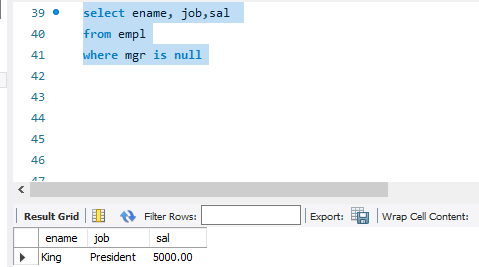 39 select ename, job,sal
40 from empl
41 where mgr is null
42
43
44
45
46
Result Grid Filter Rows: Export: Wrap Cell Content:
ename job sal
King President 5000.00